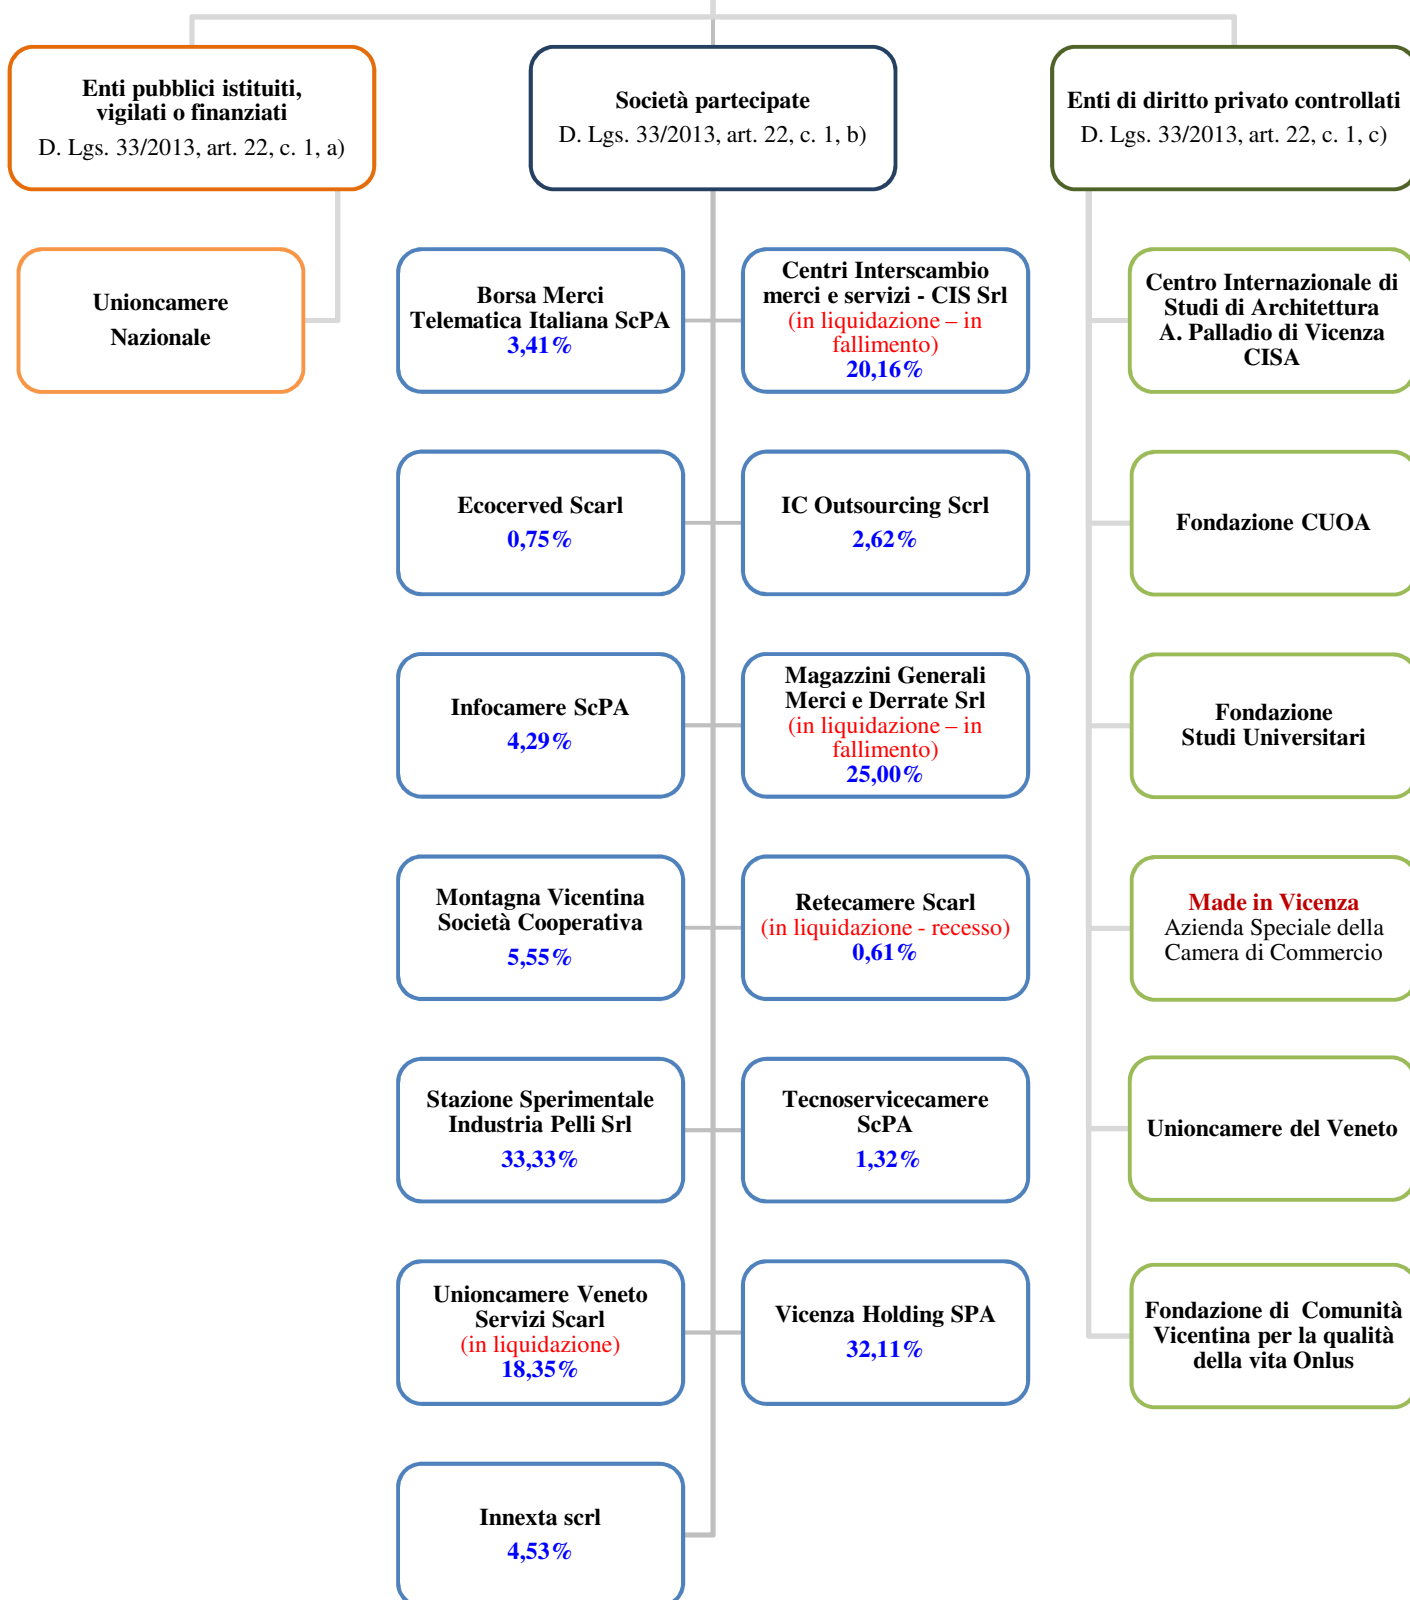 Enti pubblici istituiti,
vigilati o finanziati
D. Lgs. 33/2013, art. 22, c. 1, a)
Società partecipate
D. Lgs. 33/2013, art. 22, c. 1, b)
Enti di diritto privato controllati
D. Lgs. 33/2013, art. 22, c. 1, c)
Unioncamere
Nazionale
Borsa Merci
Telematica Italiana ScPA
3,41%
Centri Interscambio
merci e servizi - CIS Srl
(in liquidazione – in
fallimento)
20,16%
Centro Internazionale di
Studi di Architettura
A. Palladio di Vicenza
CISA
Ecocerved Scarl
0,75%
IC Outsourcing Scrl
2,62%
Fondazione CUOA
Infocamere ScPA
4,29%
Magazzini Generali
Merci e Derrate Srl
(in liquidazione – in
fallimento)
25,00%
Fondazione
Studi Universitari
Montagna Vicentina
Società Cooperativa
5,55%
Retecamere Scarl
(in liquidazione - recesso)
0,61%
Made in Vicenza
Azienda Speciale della
Camera di Commercio
Stazione Sperimentale
Industria Pelli Srl
33,33%
Tecnoservicecamere
ScPA
1,32%
Unioncamere del Veneto
Unioncamere Veneto
Servizi Scarl
(in liquidazione)
18,35%
Vicenza Holding SPA
32,11%
Fondazione di  Comunità
Vicentina per la qualità
della vita Onlus
Innexta scrl
4,53%